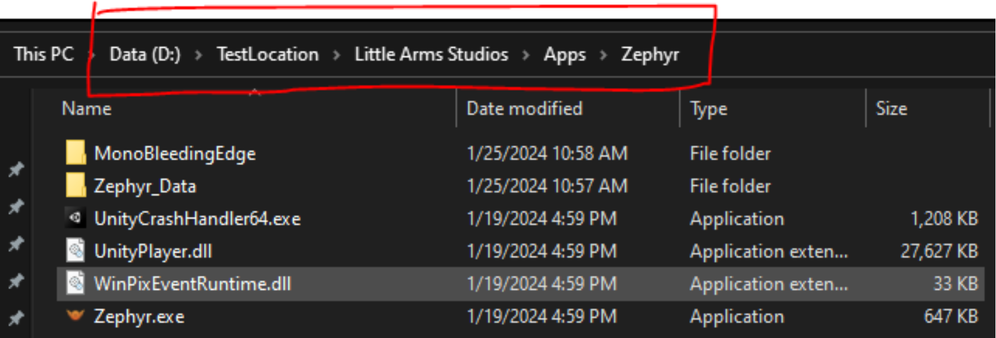 This PC > Data (D:) > TestLocation > Little Arms Studios > Apps > Zephyr
Name Date modified Type Size
MonoBleedingEdge 1/25/2024 10:58 AM File folder
Zephyr_Data 1/25/2024 10:57 AM File folder
UnityCrashHandler64.exe 1/19/2024 4:59 PM Application 1,208 KB
UnityPlayer.dll 1/19/2024 4:59 PM Application exten... 27,627 KB
WinPixEventRuntime.dll 1/19/2024 4:59 PM Application exten... 33 KB
Zephyr.exe 1/19/2024 4:59 PM Application 647 KB